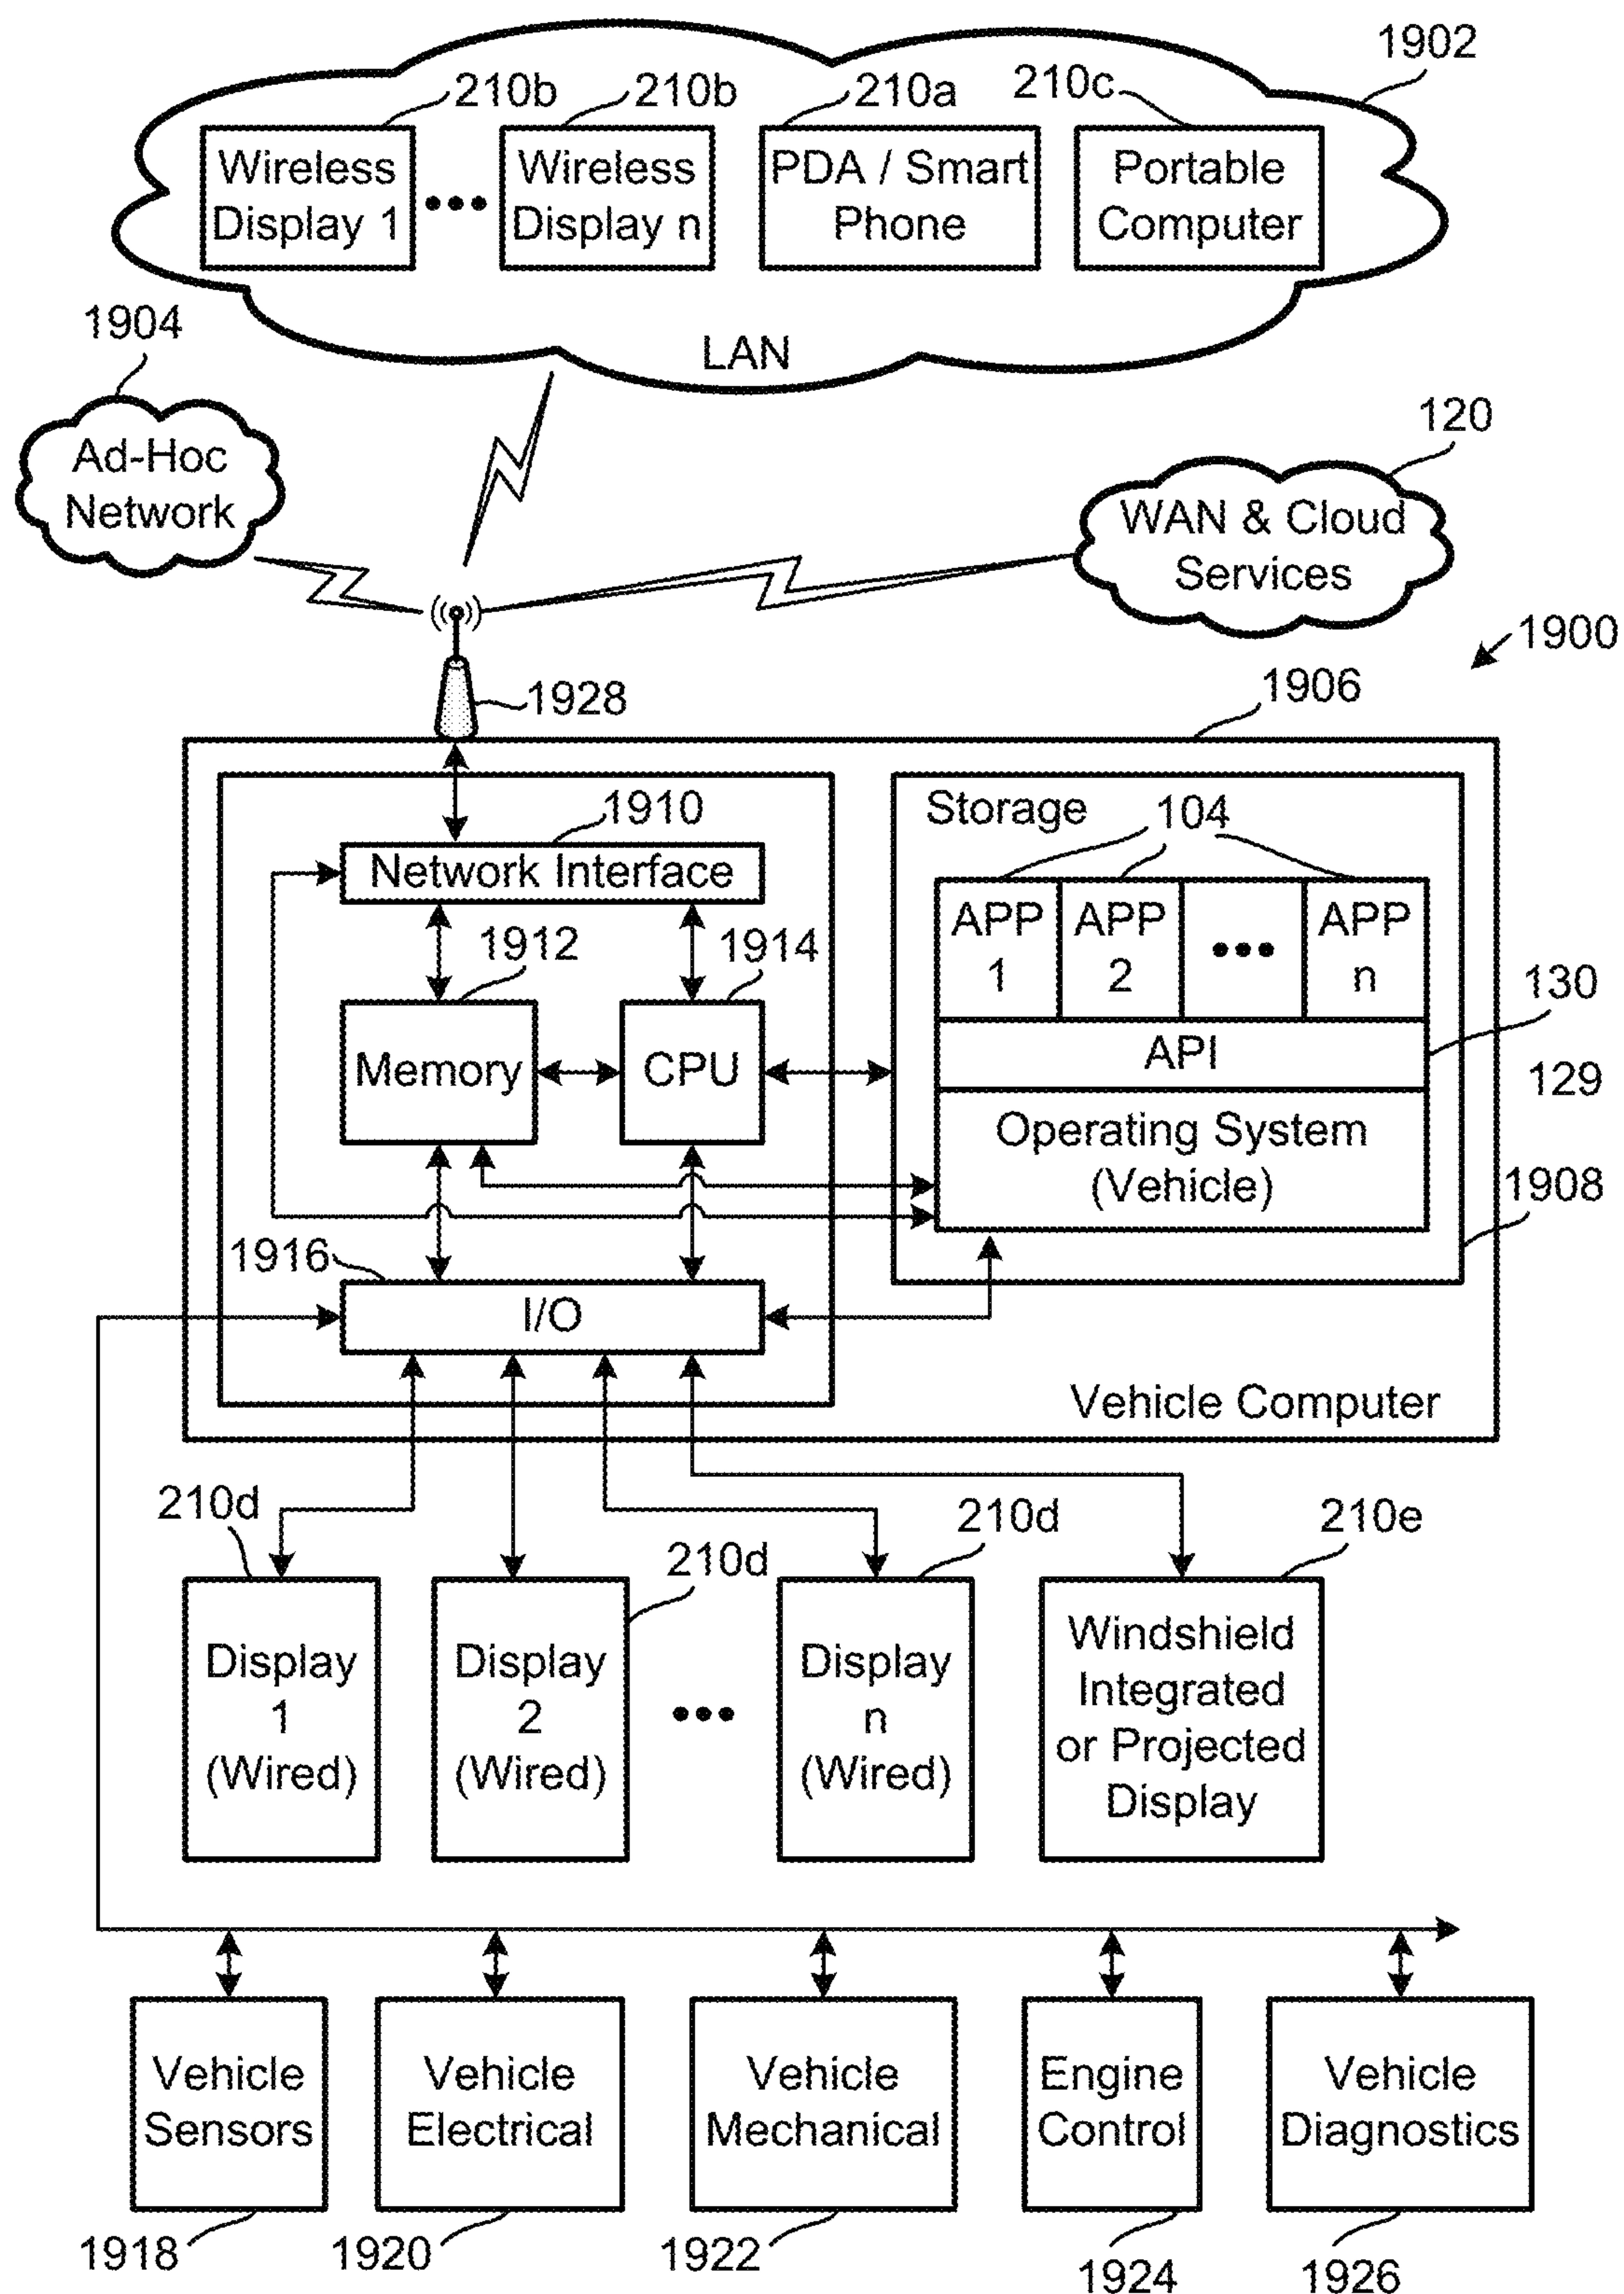 1902
210b
210b
210a
210c
Wireless
Display 1
Wireless
Display n
PDA / Smart
Phone
Portable
Computer
LAN
1904
Ad-Hoc
Network
120
WAN & Cloud
Services
1900
1928
1906
1910
Network Interface
1912
1914
Memory
CPU
Storage
104
APP
1
APP
2
APP
n
130
API
129
Operating System
(Vehicle)
1908
1916
I/O
Vehicle Computer
210d
210d
210d
210e
Display
1
(Wired)
Display
2
(Wired)
Display
n
(Wired)
Windshield
Integrated
or Projected
Display
Vehicle
Sensors
Vehicle
Electrical
Vehicle
Mechanical
Engine
Control
Vehicle
Diagnostics
1918
1920
1922
1924
1926